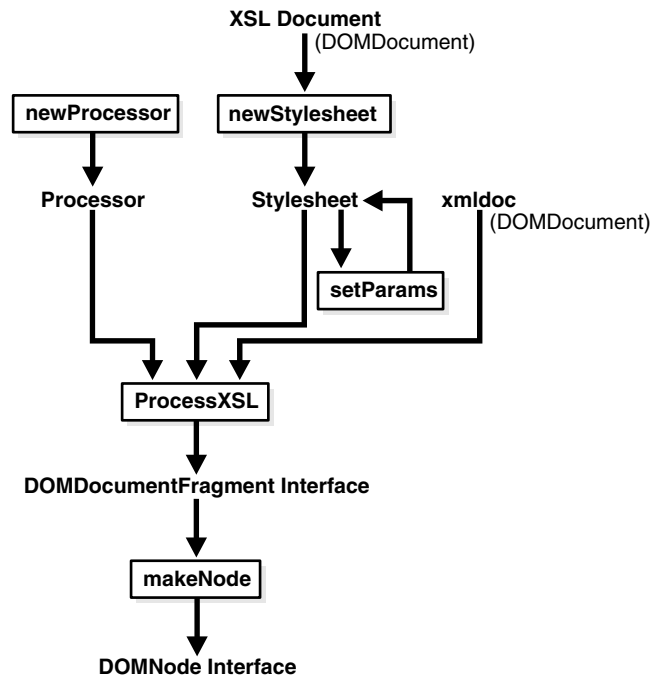 XSL Document
(DOMDocument)
newProcessor
newStylesheet
Processor
Stylesheet
xmldoc
(DOMDocument)
setParams
ProcessXSL
DOMDocumentFragment Interface
makeNode
DOMNode Interface